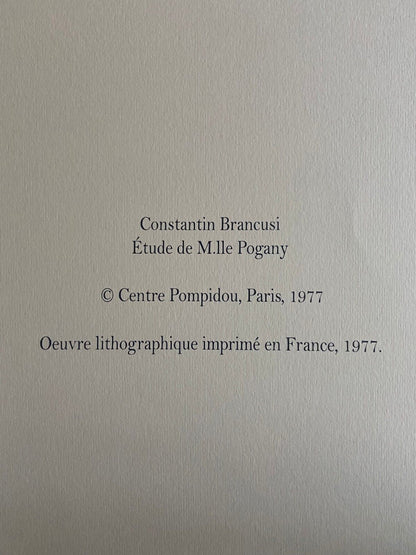 Constantin Brancusi
Étude de M.lle Pogany
© Centre Pompidou, Paris, 1977
Oeuvre lithographique imprimé en France, 1977.